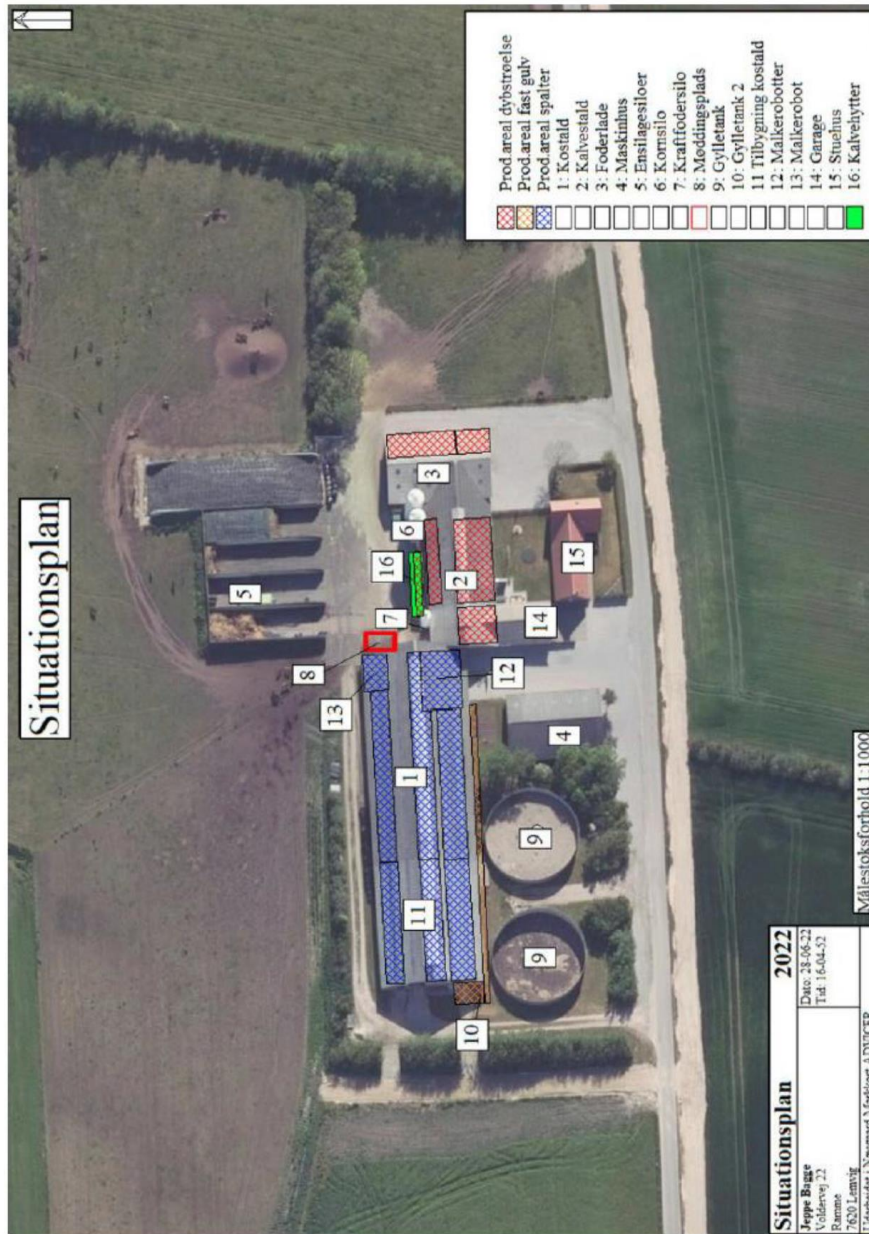 Situationsplan
Prod.areal dybstrøelse
Prod.areal fast gulv
Prod.areal spalter
1: Kostald
2: Kalvestald
3: Foderlade
4: Maskinhus
5: Ensilagesiloer
6: Kornsilo
7: Kraftfodersilo
8: Møddingsplads
9: Gylletank
10: Gylletank 2
11 Tilbygning kostald
12: Malkerobotter
13: Malkerobot
14: Garage
15: Stuehus
16: Kalvehytter
5
8
13
7
16
6
3
1
2
11
12
14
15
4
9
9
10
Målestoksforhold 1:1000
Situationsplan 2022
Jeppe Bagge
Voldervej 22
Ramme
7620 Lemvig
Dato: 28-06-22
Tid: 16-04-52